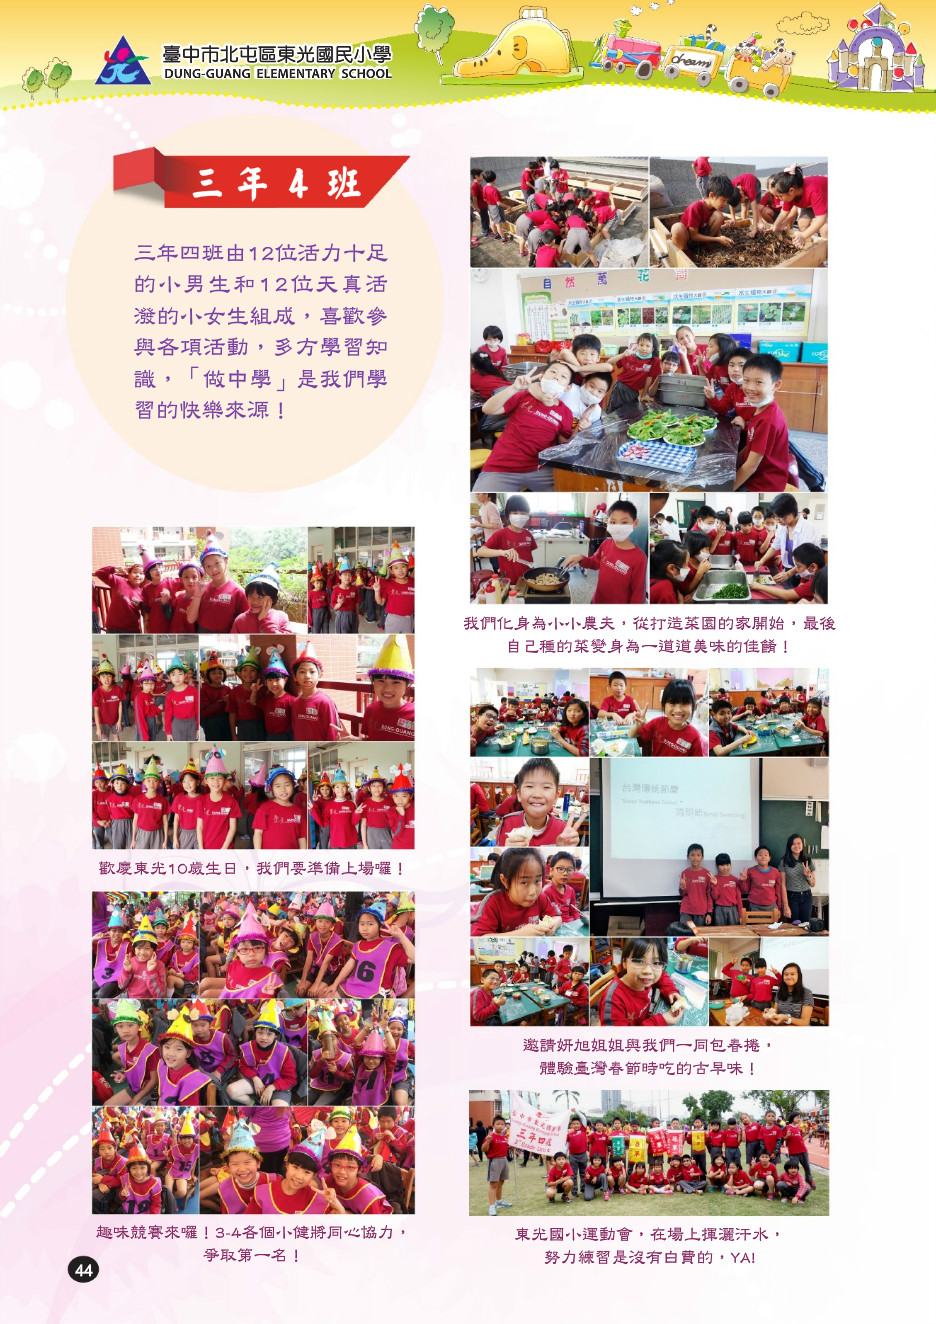 臺中市北屯區東光國民小學
DUNG-GUANG ELEMENTARY SCHOOL
dream
三年4班
三年四班由12位活力十足
的小男生和12位天真活
潑的小女生組成，喜歡參
與各項活動，多方學習知
識，「做中學」是我們學
習的快樂來源！
歡慶東光10歲生日，我們要準備上場囉！
趣味競賽來囉！3-4各個小健將同心協力，
爭取第一名！
自然萬花筒
我們化身為小小農夫，從打造菜園的家開始，最後
自己種的菜變身為一道道美味的佳餚！
台灣傳統節慶
清明節
邀請妍旭姐姐與我們一同包春捲，
體驗臺灣春節時吃的古早味！
三年四班
東光國小運動會，在場上揮灑汗水，
努力練習是沒有白費的，YA!
44